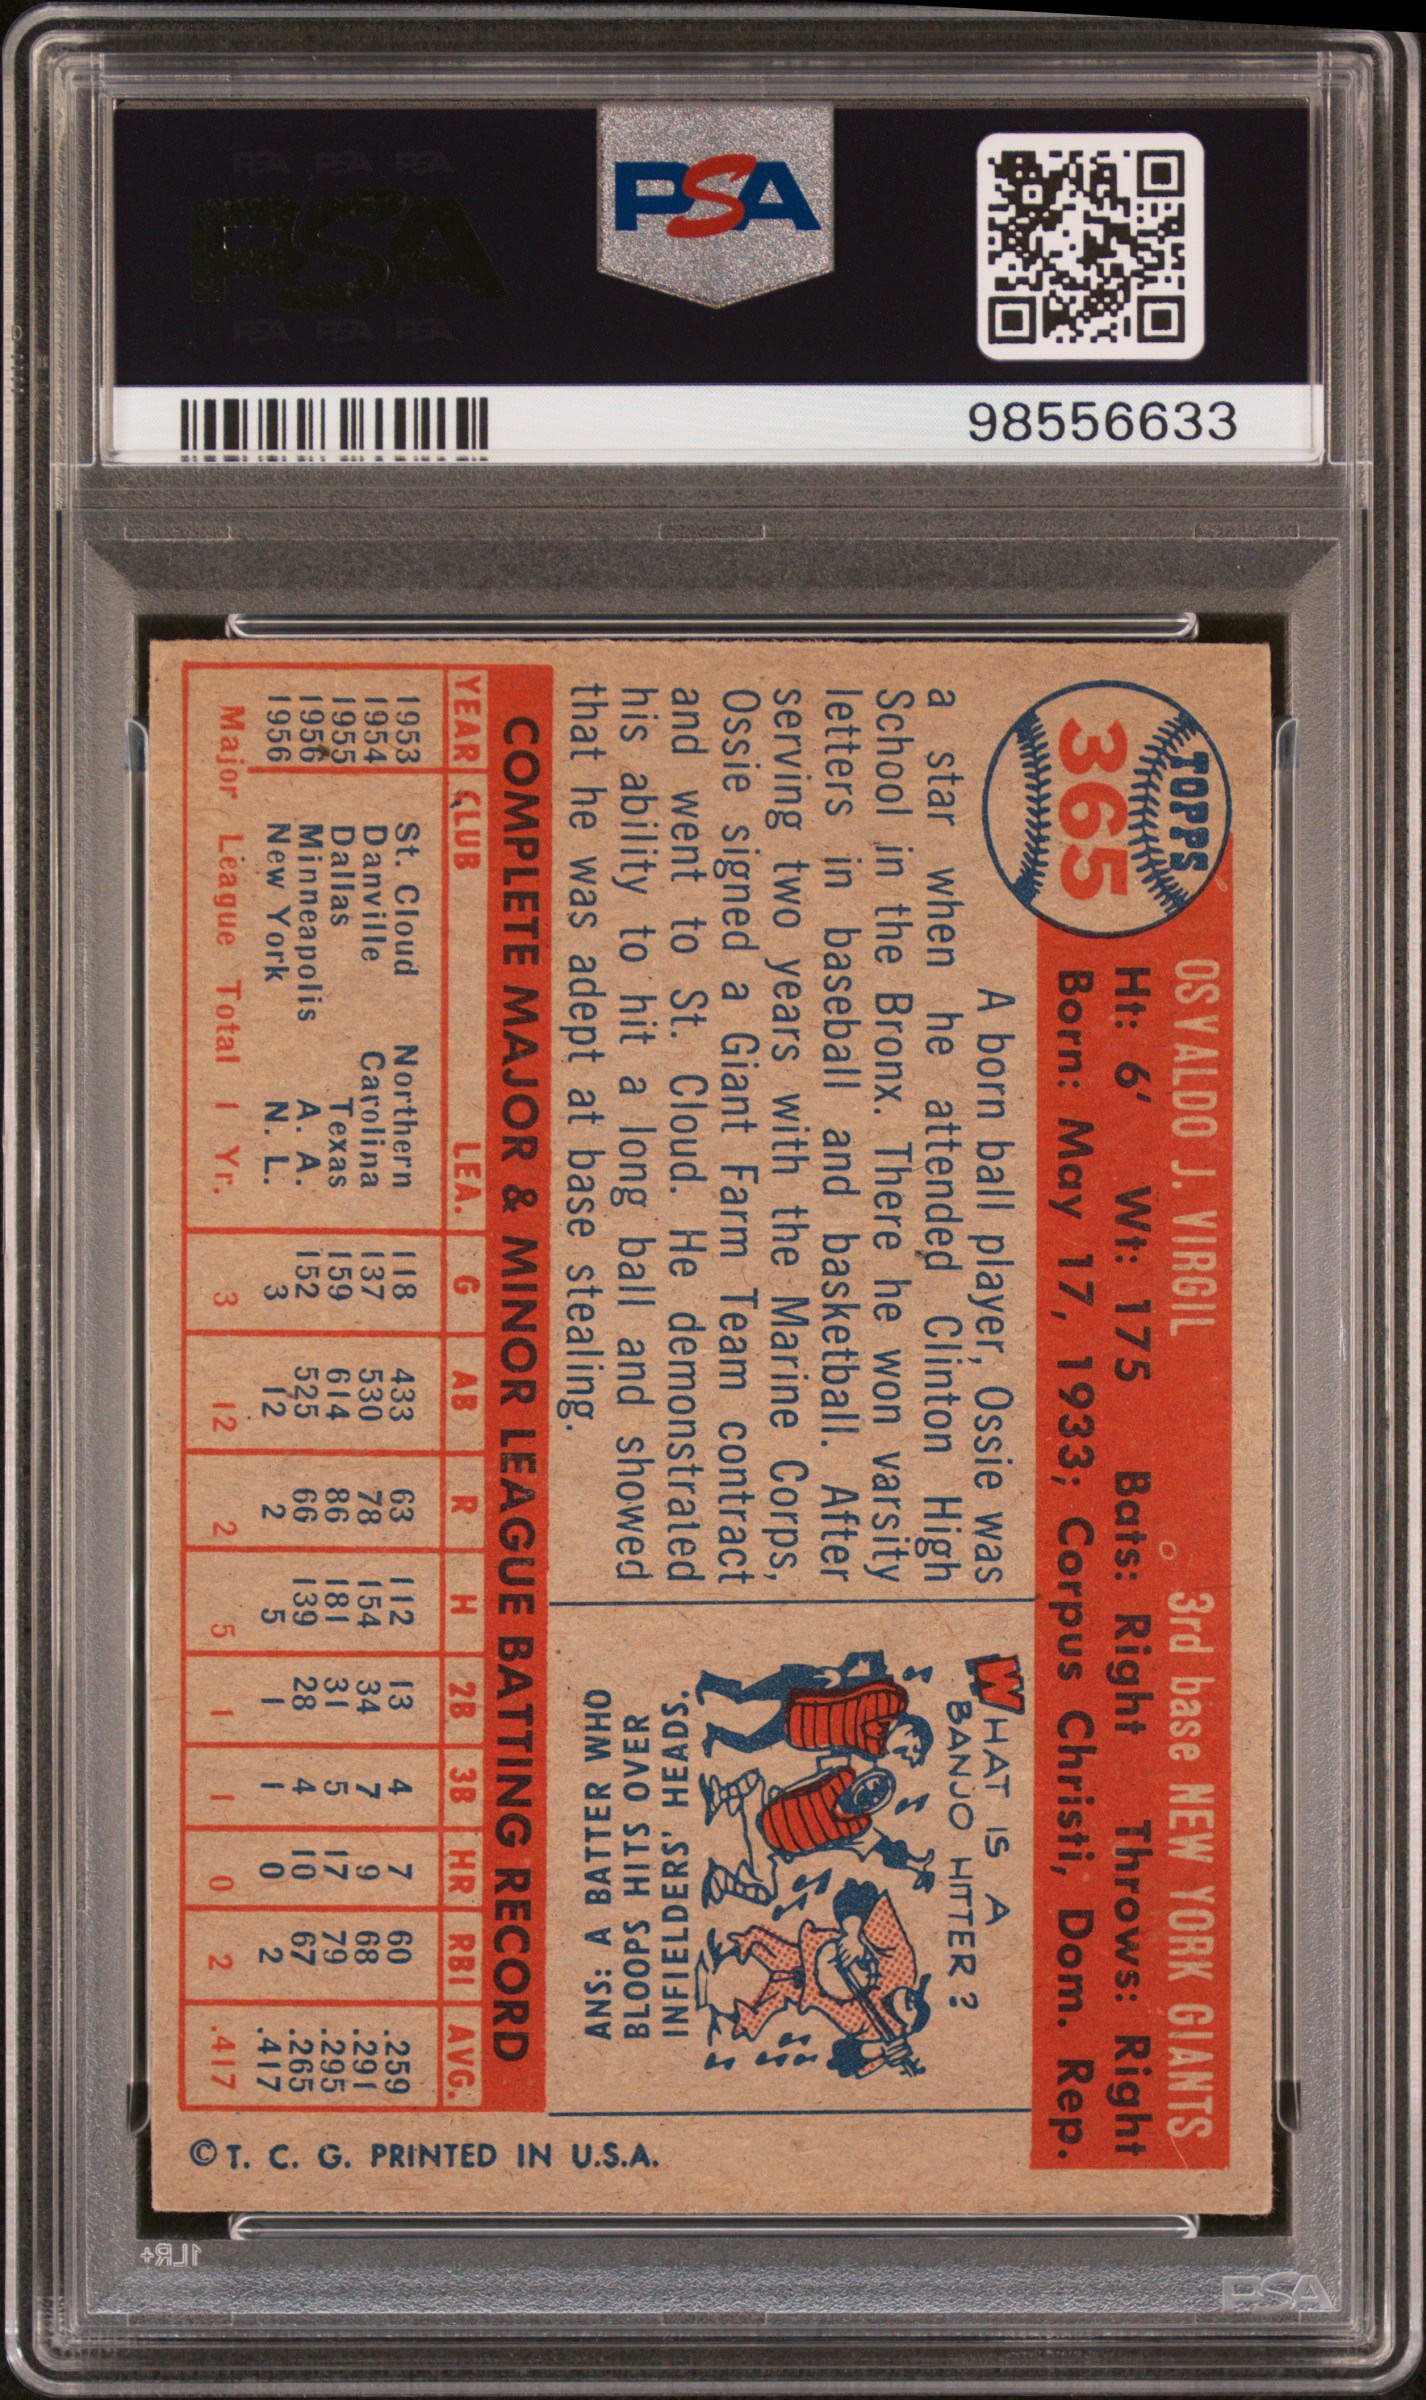 PSA PSA PSA
PSA
PSA PSA PSA
PSA
98556633
TOPPS
365
OSVALDO J. VIRGIL 3rd base NEW YORK GIANTS
Ht: 6' Wt: 175 Bats: Right Throws: Right
Born: May 17, 1933; Corpus Christi, Dom. Rep.
A born ball player, Ossie was
a star when he attended Clinton High
School in the Bronx. There he won varsity
letters in baseball and basketball. After
serving two years with the Marine Corps,
Ossie signed a Giant Farm Team contract
and went to St. Cloud. He demonstrated
his ability to hit a long ball and showed
that he was adept at base stealing.
WHAT IS A
BANJO HITTER?
ANS: A BATTER WHO
BLOOPS HITS OVER
INFIELDERS' HEADS.
COMPLETE MAJOR & MINOR LEAGUE BATTING RECORD
YEAR CLUB LEA. G AB R H 2B 3B HR RBI AVG.
1953 St. Cloud Northern 118 433 63 112 13 4 7 60 .259
1954 Danville Carolina 137 530 78 154 34 7 9 68 .291
1955 Dallas Texas 159 614 86 181 31 5 17 79 .295
1956 Minneapolis A. A. 152 525 66 139 28 4 10 67 .265
1956 New York N. L. 3 12 2 5 1 1 0 2 .417
Major League Total 1 Yr. 3 12 2 5 1 1 0 2 .417
©T. C. G. PRINTED IN U.S.A.
1LR+
PSA